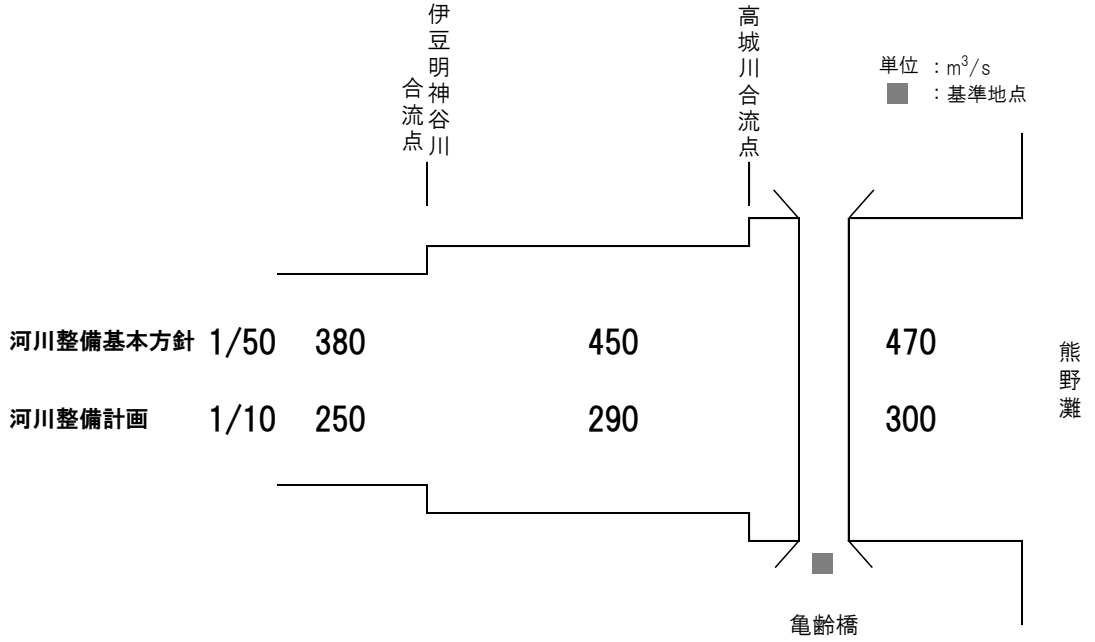 伊豆明神谷川
合流点
高城川合流点
単位 : m³/s
: 基準地点
河川整備基本方針 1/50 380 450 470
河川整備計画 1/10 250 290 300
熊野灘
亀齢橋